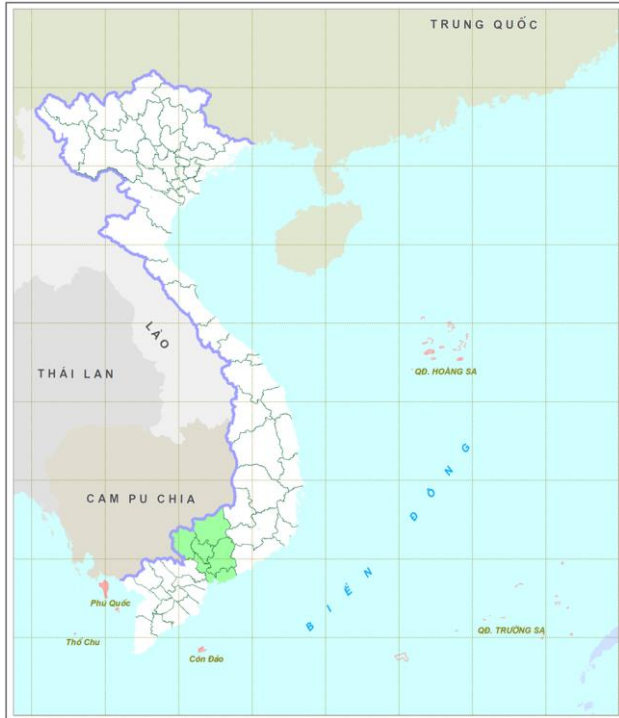 TRUNG QUỐC
LÀO
THÁI LAN
QĐ. HOÀNG SA
CAM PU CHIA
BIỂN ĐÔNG
Phú Quốc
Thổ Chu
Côn Đảo
QĐ. TRƯỜNG SA